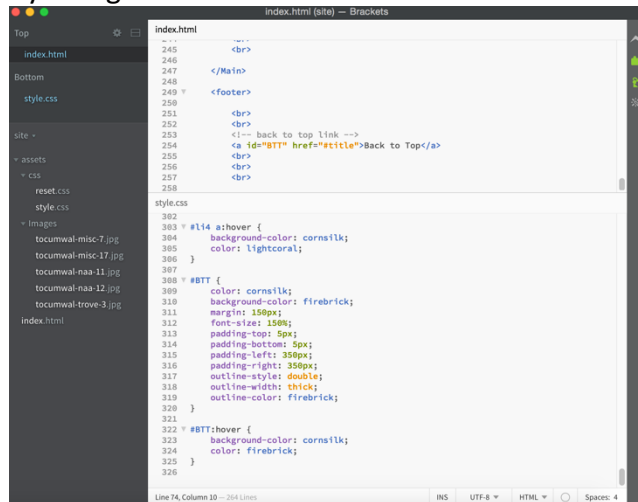 index.html (site) — Brackets
Top
index.html
Bottom
style.css
site
assets
css
reset.css
style.css
Images
tocumwal-misc-7.jpg
tocumwal-misc-17.jpg
tocumwal-naa-11.jpg
tocumwal-naa-12.jpg
tocumwal-trove-3.jpg
index.html
index.html
245 <br>
246
247 </Main>
248
249 <footer>
250
251 <br>
252 <br>
253 <!-- back to top link -->
254 <a id="BTT" href="#title">Back to Top</a>
255 <br>
256 <br>
257 <br>
258
style.css
302
303 #li4 a:hover {
304 background-color: cornsilk;
305 color: lightcoral;
306 }
307
308 #BTT {
309 color: cornsilk;
310 background-color: firebrick;
311 margin: 150px;
312 font-size: 150%;
313 padding-top: 5px;
314 padding-bottom: 5px;
315 padding-left: 350px;
316 padding-right: 350px;
317 outline-style: double;
318 outline-width: thick;
319 outline-color: firebrick;
320 }
321
322 #BTT:hover {
323 background-color: cornsilk;
324 color: firebrick;
325 }
326
Line 74, Column 10 — 264 Lines
INS UTF-8 HTML Spaces: 4